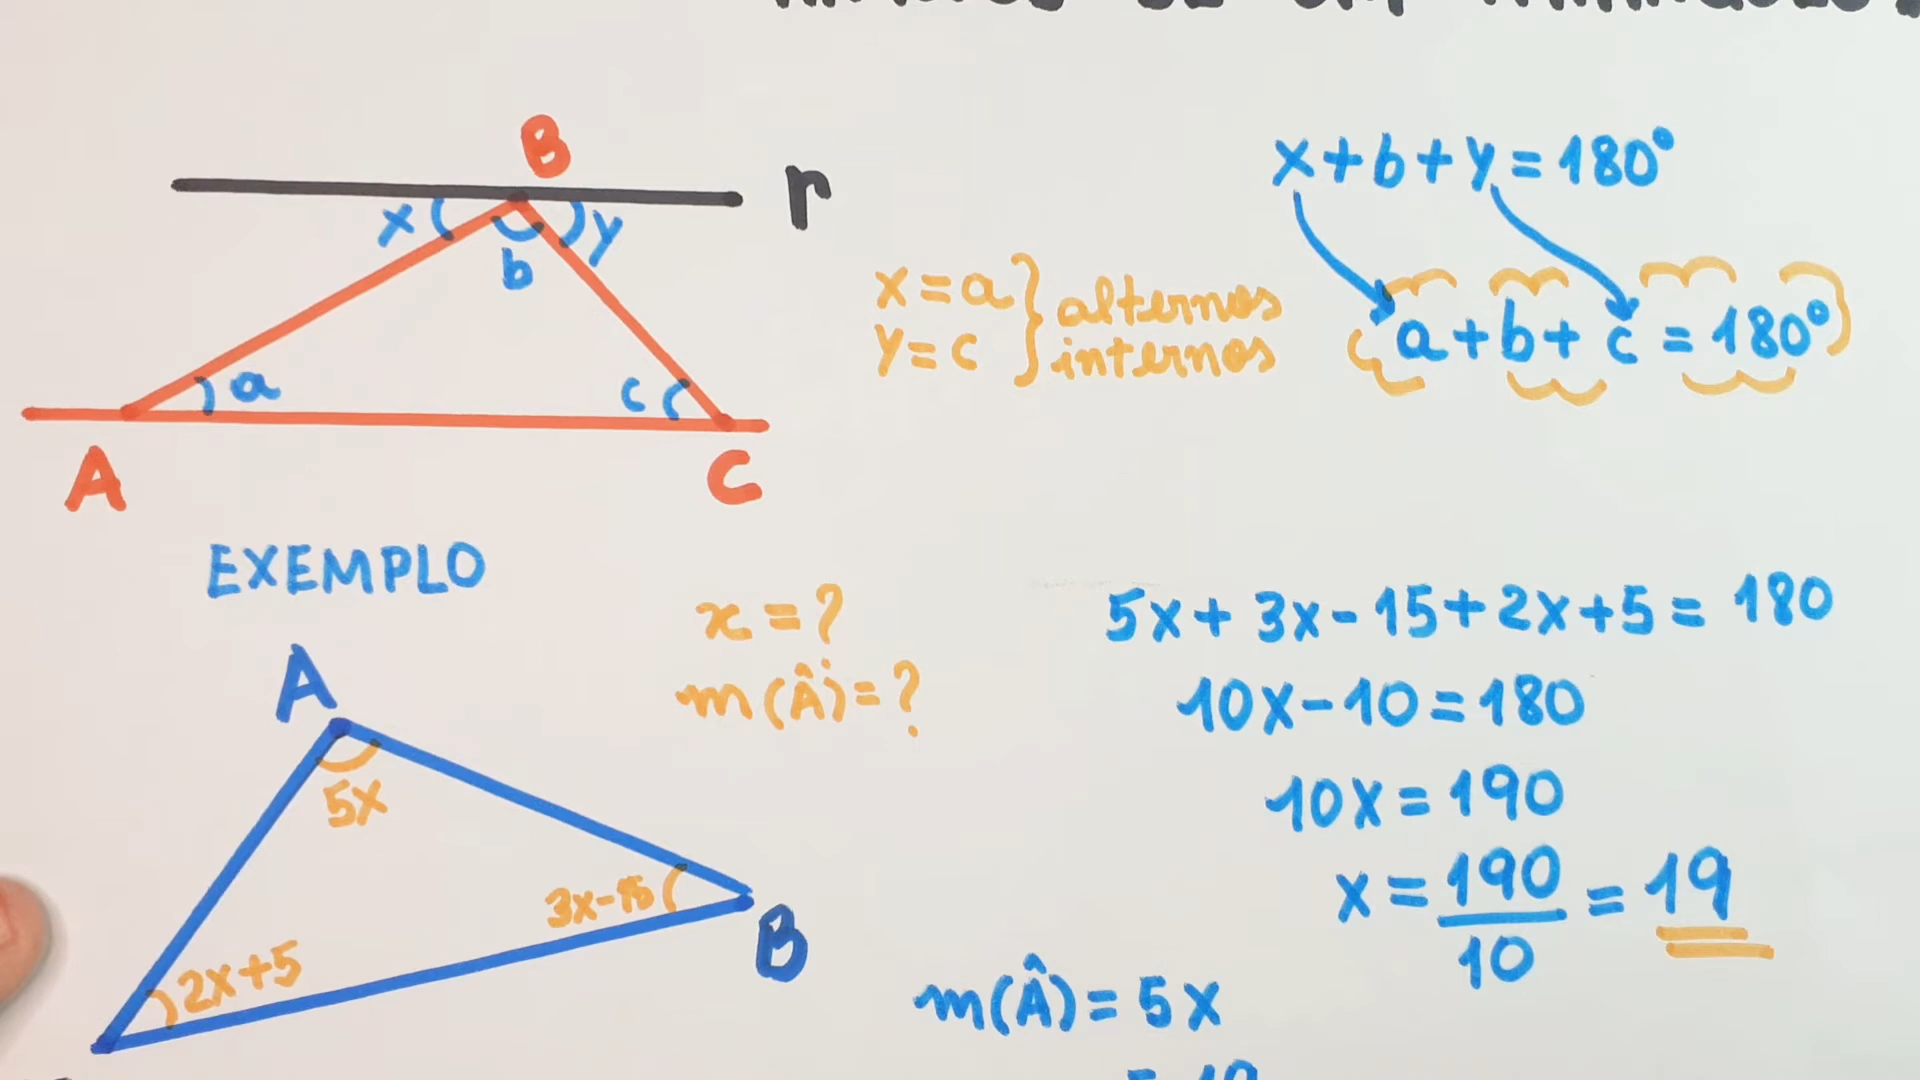 B
r
x
y
b
a
c
A
C
x+b+y=180°
x=a
y=c
alternos
internos
a+b+c=180°
EXEMPLO
x=?
m(Â)=?
A
5x
3x-15
B
2x+5
5x+3x-15+2x+5=180
10x-10=180
10x=190
x=190/10=19
m(Â)=5x